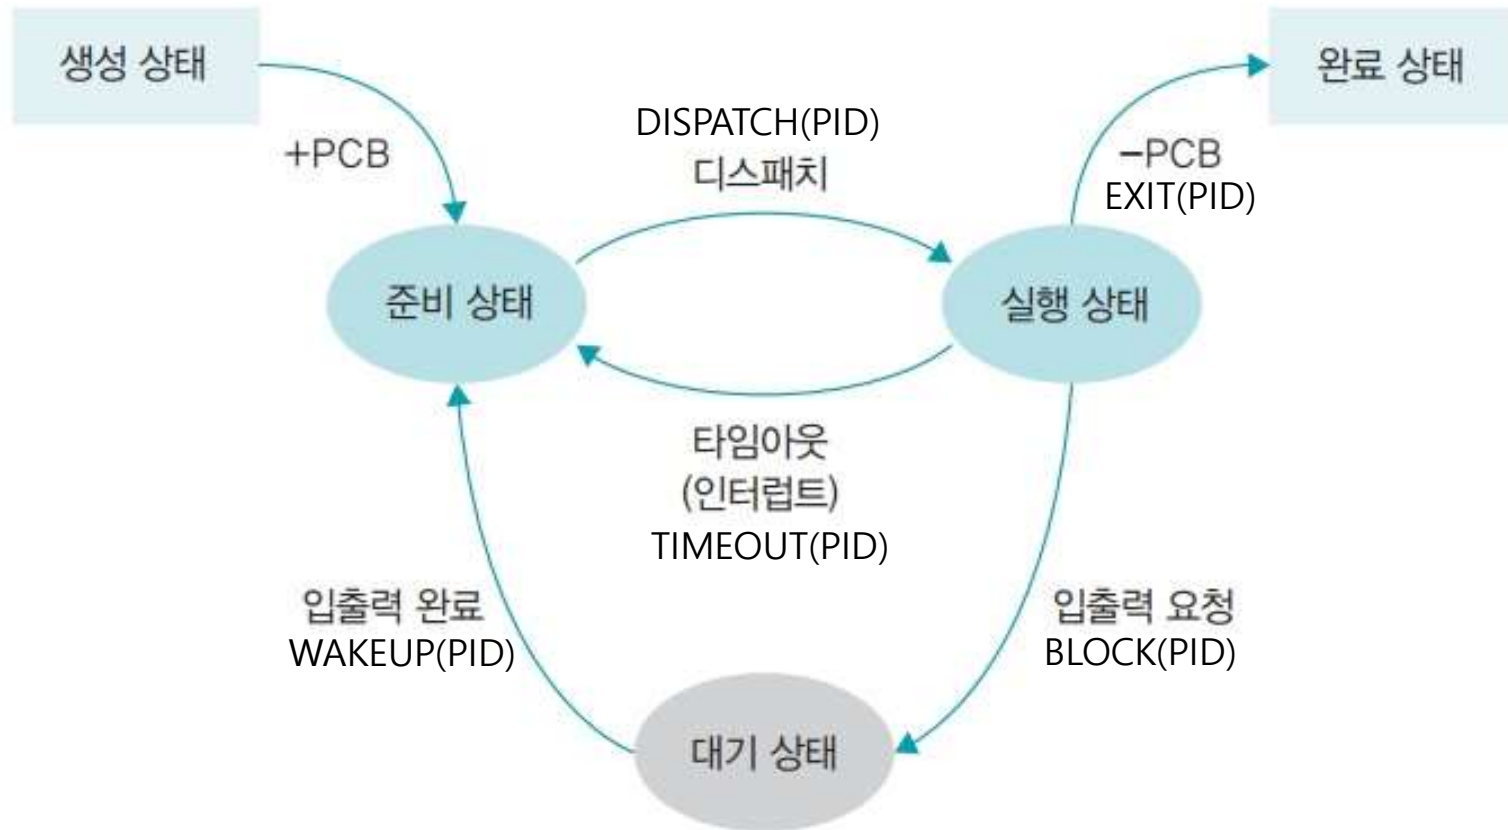 생성 상태
완료 상태
DISPATCH(PID)
디스패치
+PCB
–PCB
EXIT(PID)
준비 상태
실행 상태
타임아웃
(인터럽트)
TIMEOUT(PID)
입출력 완료
WAKEUP(PID)
입출력 요청
BLOCK(PID)
대기 상태